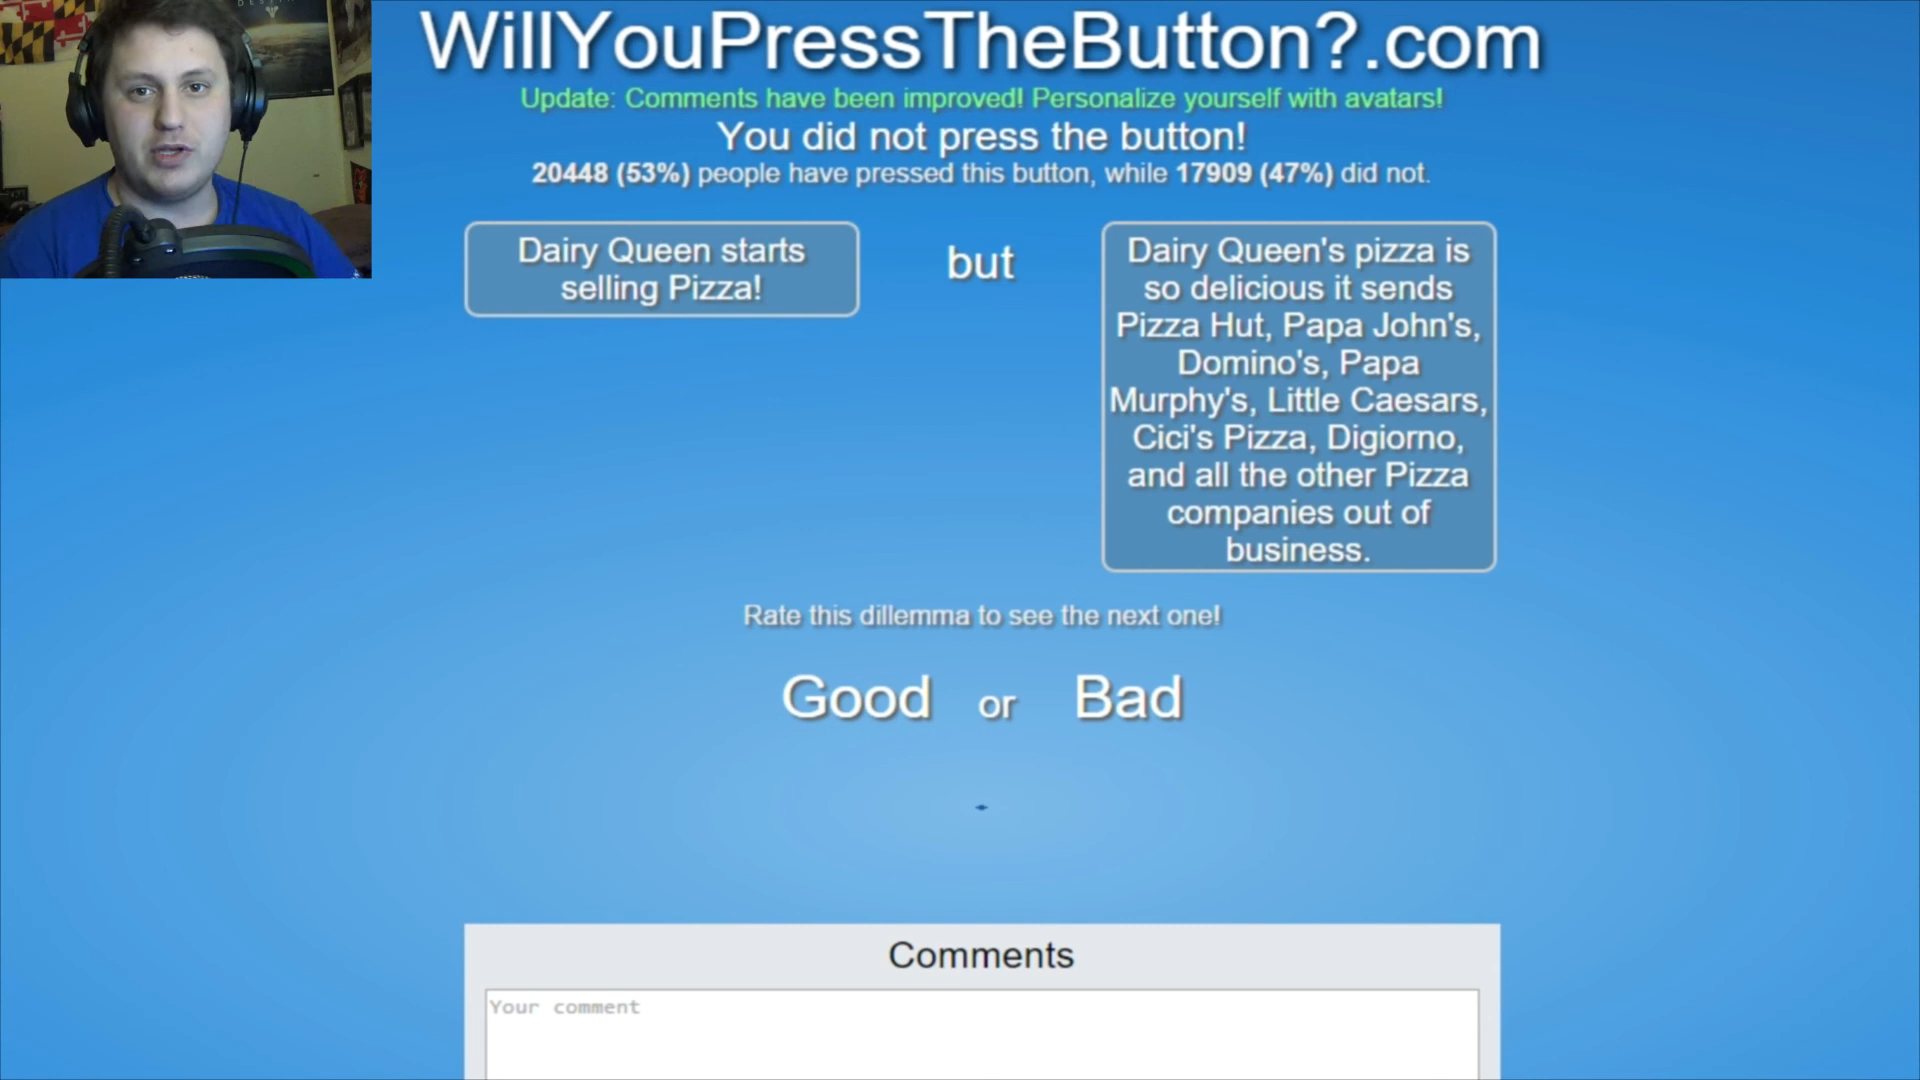 DESTINY
WillYouPressTheButton?.com
Update: Comments have been improved! Personalize yourself with avatars!
You did not press the button!
20448 (53%) people have pressed this button, while 17909 (47%) did not.
Dairy Queen starts
selling Pizza!
but
Dairy Queen's pizza is
so delicious it sends
Pizza Hut, Papa John's,
Domino's, Papa
Murphy's, Little Caesars,
Cici's Pizza, Digiorno,
and all the other Pizza
companies out of
business.
Rate this dillemma to see the next one!
Good or Bad
Comments
Your comment